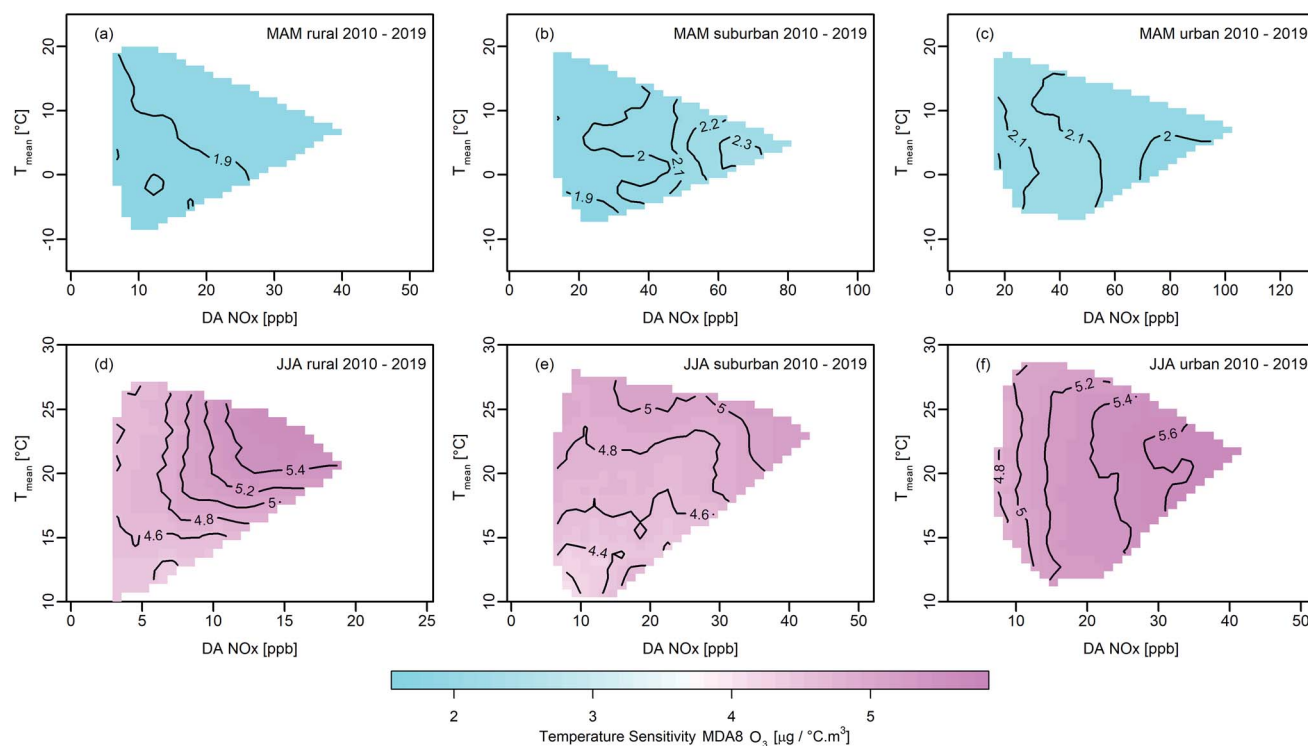 (a) MAM rural 2010 - 2019
(b) MAM suburban 2010 - 2019
(c) MAM urban 2010 - 2019
20
10
0
-10
T mean [°C]
1.9
0 10 20 30 40 50
DA NOx [ppb]
20
10
0
-10
T mean [°C]
2.2
2.3
2
2.1
1.9
0 20 40 60 80 100
DA NOx [ppb]
20
10
0
-10
T mean [°C]
2.1
2.1
2
0 20 40 60 80 100 120
DA NOx [ppb]
(d) JJA rural 2010 - 2019
(e) JJA suburban 2010 - 2019
(f) JJA urban 2010 - 2019
30
25
20
15
10
T mean [°C]
5.4
5.2
5
4.8
4.6
0 5 10 15 20 25
DA NOx [ppb]
30
25
20
15
10
T mean [°C]
5
5
4.8
4.6
4.4
0 10 20 30 40 50
DA NOx [ppb]
30
25
20
15
10
T mean [°C]
5.2
5.4
5.6
4.8
5
10 20 30 40 50
DA NOx [ppb]
2 3 4 5
Temperature Sensitivity MDA8 O₃ [µg / °C.m³]